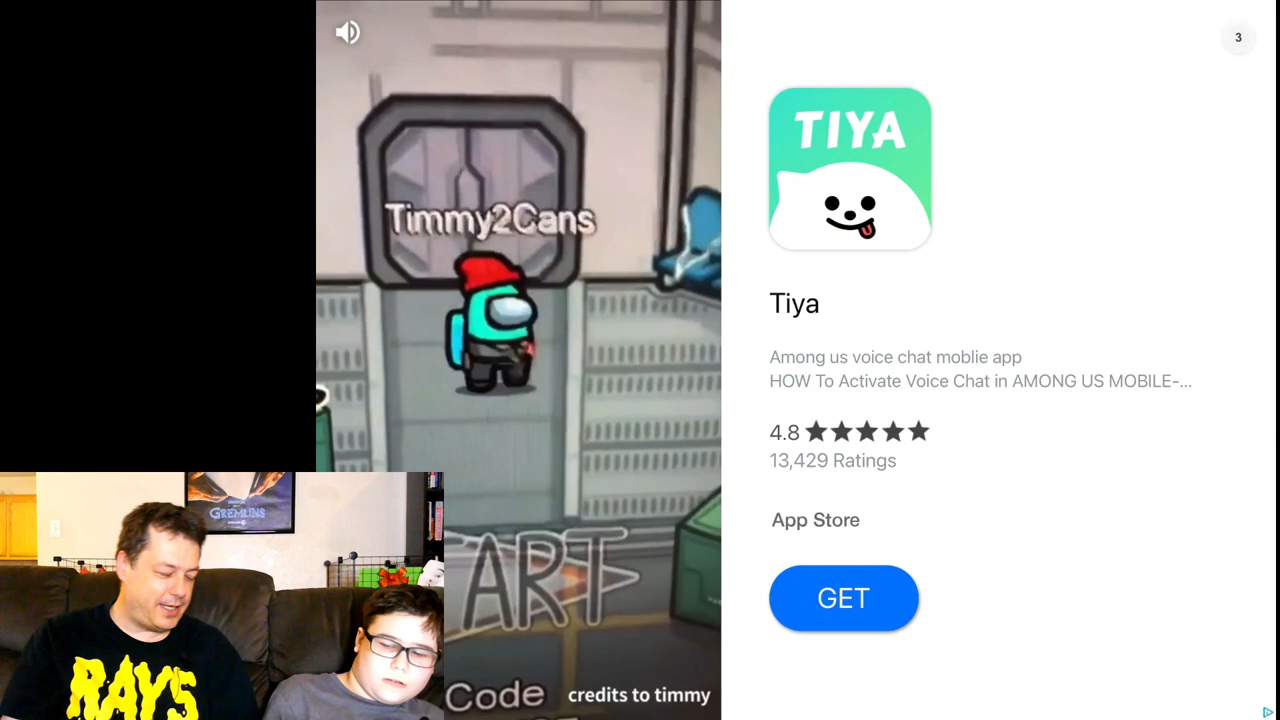 3
TIYA
Timmy2Cans
Tiya
Among us voice chat moblie app
HOW To Activate Voice Chat in AMONG US MOBILE-...
4.8
13,429 Ratings
App Store
GET
GREMLINS
ART
RAYS
Code
credits to timmy